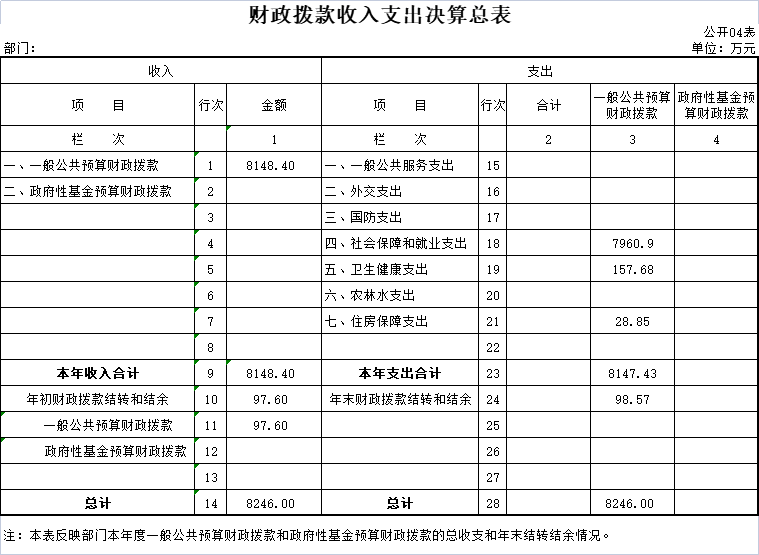 财政拨款收入支出决算总表
公开04表
部门： 单位：万元
收入 支出
项 目 行次 金额 项 目 行次 合计 一般公共预算财政拨款 政府性基金预算财政拨款
栏 次 1 栏 次 2 3 4
一、一般公共预算财政拨款 1 8148.40 一、一般公共服务支出 15
二、政府性基金预算财政拨款 2 二、外交支出 16
3 三、国防支出 17
4 四、社会保障和就业支出 18 7960.9
5 五、卫生健康支出 19 157.68
6 六、农林水支出 20
7 七、住房保障支出 21 28.85
8 22
本年收入合计 9 8148.40 本年支出合计 23 8147.43
年初财政拨款结转和结余 10 97.60 年末财政拨款结转和结余 24 98.57
一般公共预算财政拨款 11 97.60 25
政府性基金预算财政拨款 12 26
13 27
总计 14 8246.00 总计 28 8246.00
注：本表反映部门本年度一般公共预算财政拨款和政府性基金预算财政拨款的总收支和年末结转结余情况。